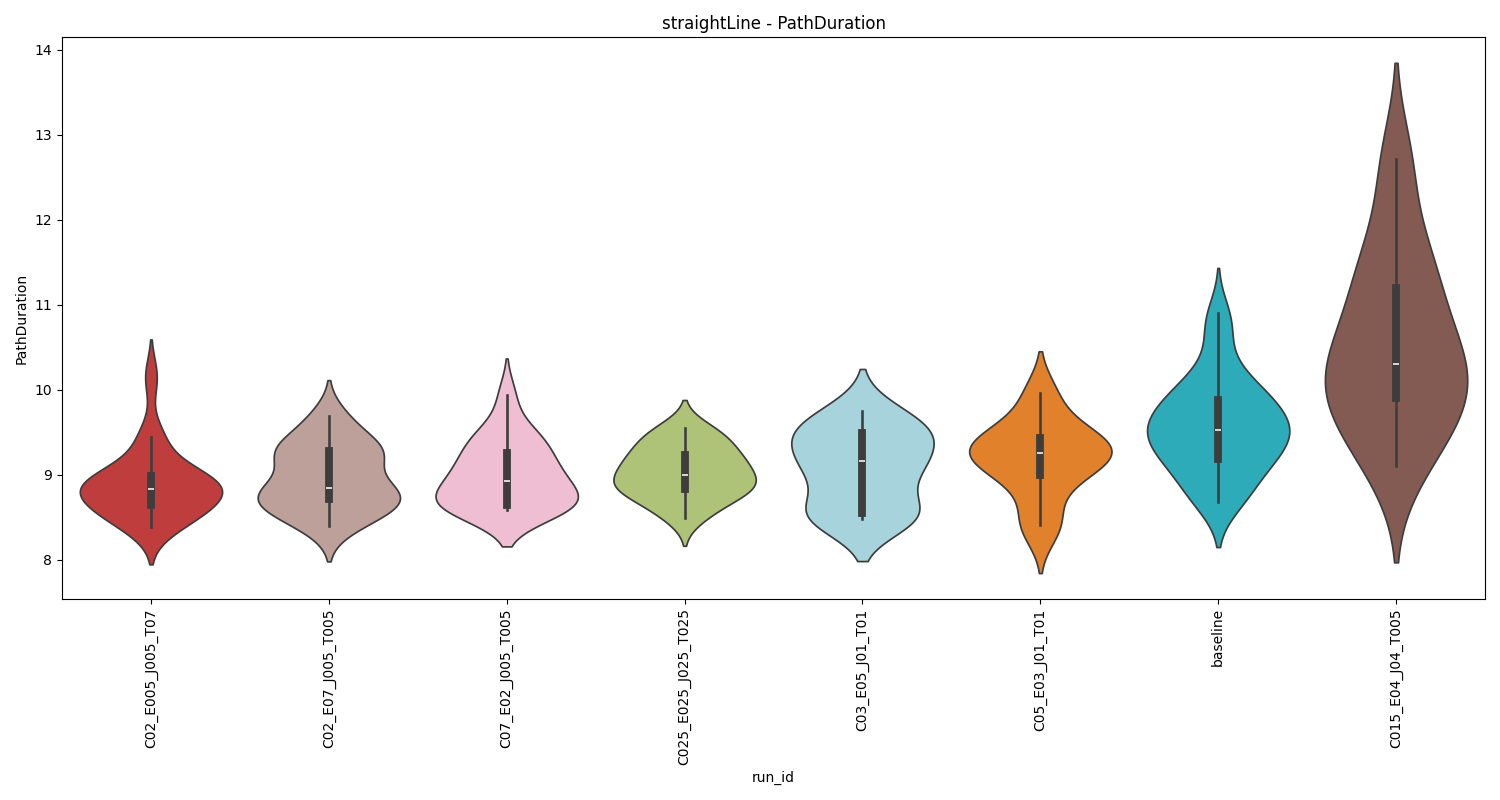 straightLine - PathDuration
14
13
12
11
10
9
8
PathDuration
C02_E005_J005_T07
C02_E07_J005_T005
C07_E02_J005_T005
C025_E025_J025_T025
C03_E05_J01_T01
C05_E03_J01_T01
baseline
C015_E04_J04_T005
run_id